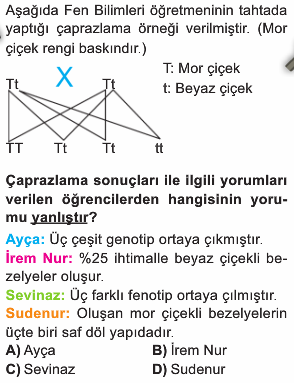 Aşağıda Fen Bilimleri öğretmeninin tahtada
yaptığı çaprazlama örneği verilmiştir. (Mor
çiçek rengi baskındır.)
Tt X Tt
T: Mor çiçek
t: Beyaz çiçek
TT Tt Tt tt
Çaprazlama sonuçları ile ilgili yorumları
verilen öğrencilerden hangisinin yoru-
mu yanlıştır?
Ayça: Üç çeşit genotip ortaya çıkmıştır.
İrem Nur: %25 ihtimalle beyaz çiçekli be-
zelyeler oluşur.
Sevinaz: Üç farklı fenotip ortaya çılmıştır.
Sudenur: Oluşan mor çiçekli bezelyelerin
üçte biri saf döl yapıdadır.
A) Ayça B) İrem Nur
C) Sevinaz D) Sudenur